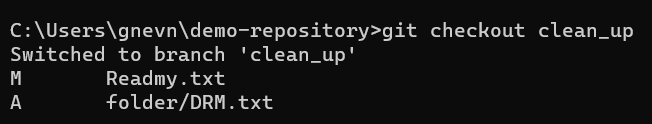 C:\Users\gnevn\demo-repository>git checkout clean_up
Switched to branch 'clean_up'
M       Readmy.txt
A       folder/DRM.txt